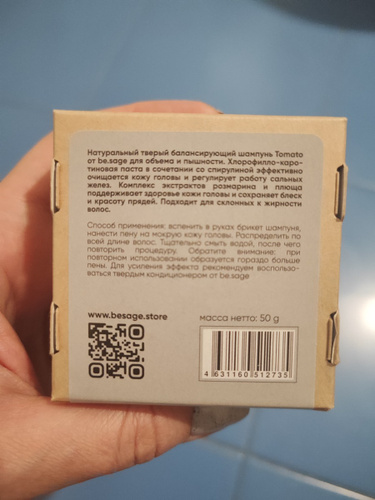 Натуральный тверый балансирующий шампунь Tomato
от be.sage для объема и пышности. Хлорофилло-каро-
тиновая паста в сочетании со спирулиной эффективно
очищается кожу головы и регулирует работу сальных
желез. Комплекс экстрактов размарина и плюща
поддерживает здоровье кожи головы и сохраняет блеск
и красоту прядей. Подходит для склонных к жирности
волос.
Способ применения: вспенить в руках брикет шампуня,
нанести пену на мокрую кожу головы. Распределить по
всей длине волос. Тщательно смыть водой, после чего
повторить процедуру. Обратите внимание: при
повторном использовании образуется гораздо больше
пены. Для усиления эффекта рекомендуем воспользо-
ваться твердым кондиционером от be.sage
www.besage.store
масса нетто: 50 g
4 631160 512735